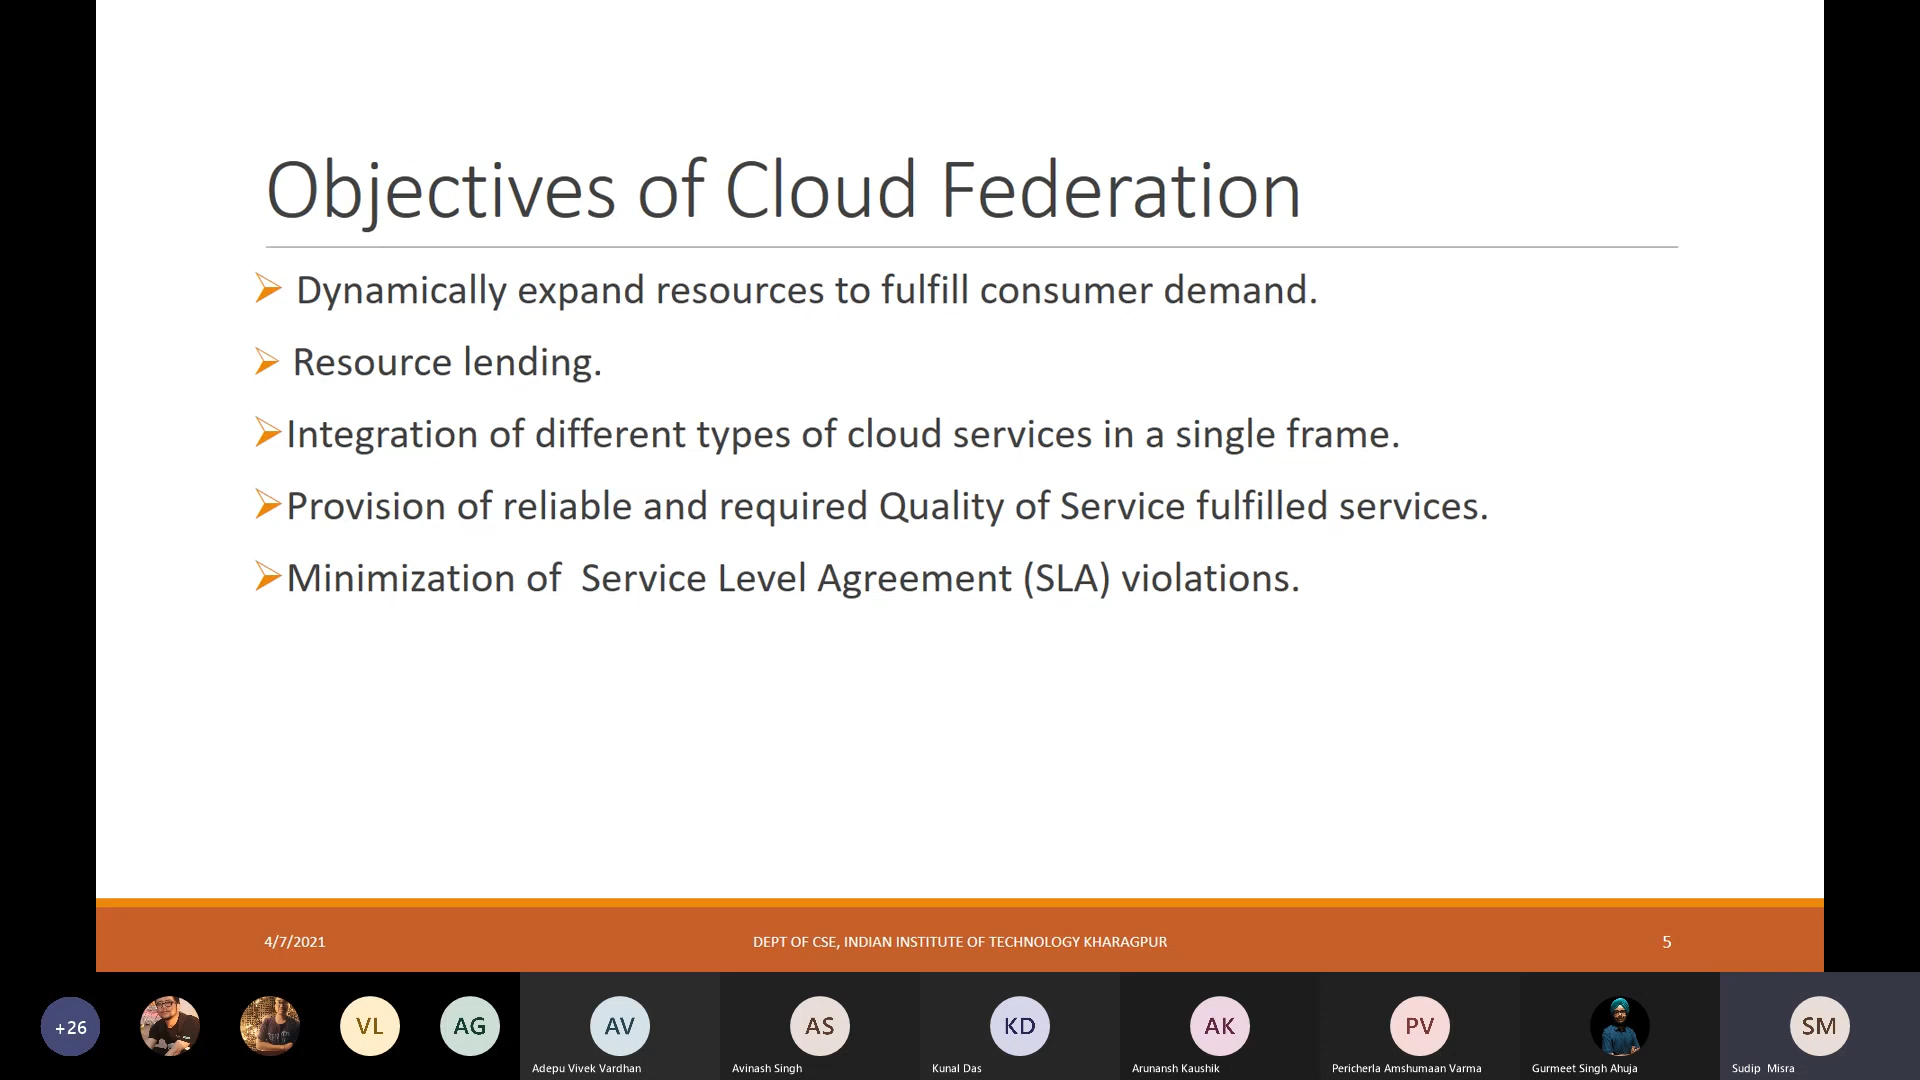 Objectives of Cloud Federation
Dynamically expand resources to fulfill consumer demand.
Resource lending.
Integration of different types of cloud services in a single frame.
Provision of reliable and required Quality of Service fulfilled services.
Minimization of  Service Level Agreement (SLA) violations.
4/7/2021 DEPT OF CSE, INDIAN INSTITUTE OF TECHNOLOGY KHARAGPUR 5
+26 VL AG AV AS KD AK PV SM
Adepu Vivek Vardhan Avinash Singh Kunal Das Arunansh Kaushik Pericherla Amshumaan Varma Gurmeet Singh Ahuja Sudip  Misra